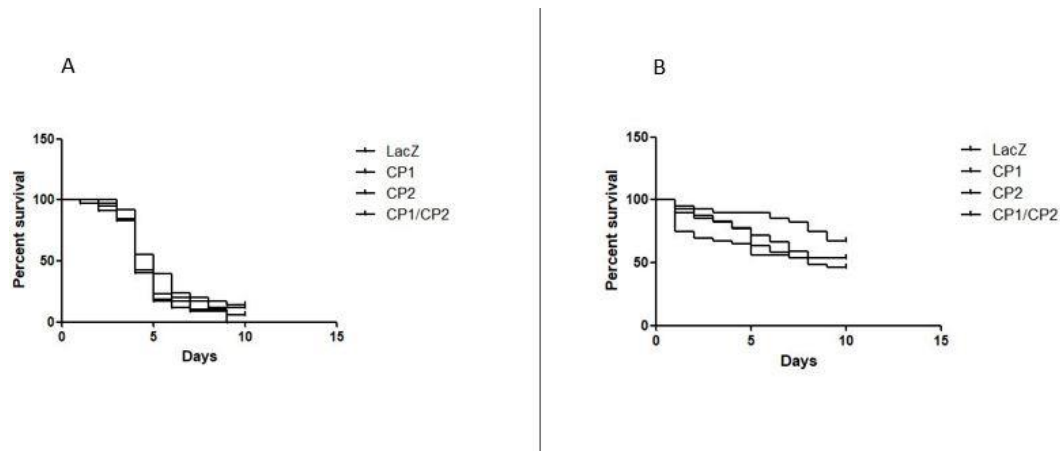 A
150
100
50
0
Percent survival
0 5 10 15
Days
LacZ
CP1
CP2
CP1/CP2
B
150
100
50
0
Percent survival
0 5 10 15
Days
LacZ
CP1
CP2
CP1/CP2